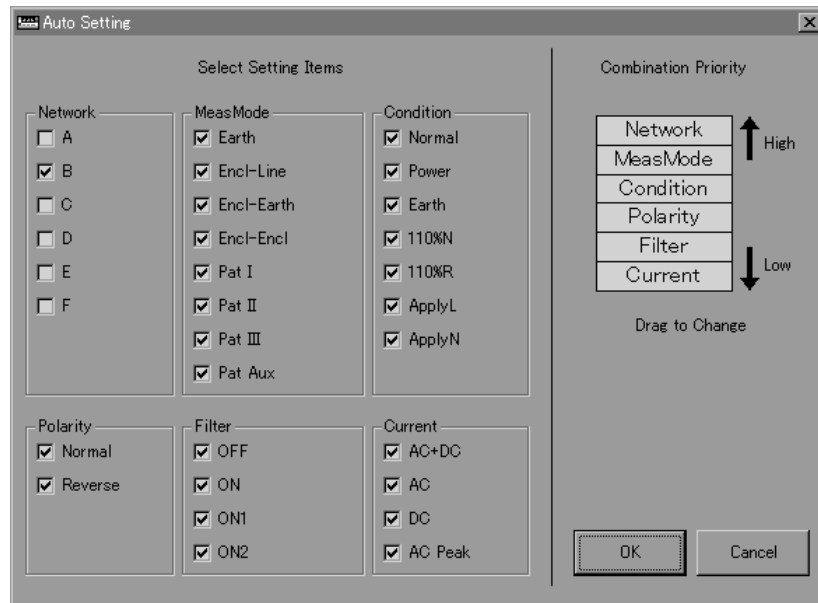 Auto Setting
Select Setting Items
Network
A
B
C
D
E
F
MeasMode
Earth
Encl-Line
Encl-Earth
Encl-Encl
Pat I
Pat II
Pat III
Pat Aux
Condition
Normal
Power
Earth
110%N
110%R
ApplyL
ApplyN
Polarity
Normal
Reverse
Filter
OFF
ON
ON1
ON2
Current
AC+DC
AC
DC
AC Peak
Combination Priority
Network
MeasMode
Condition
Polarity
Filter
Current
High
Low
Drag to Change
OK
Cancel